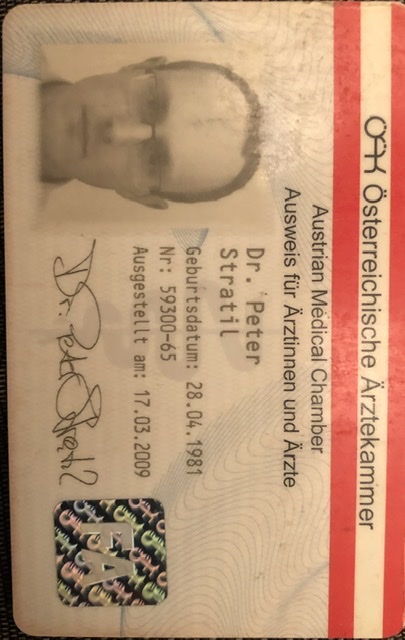 ÖÄK Österreichische Ärztekammer
Austrian Medical Chamber
Ausweis für Ärztinnen und Ärzte
Dr. Peter
Stratil
Geburtsdatum: 28.04.1981
Nr: 59300-65
Ausgestellt am: 17.03.2009
Dr. Peter Stratil
FA